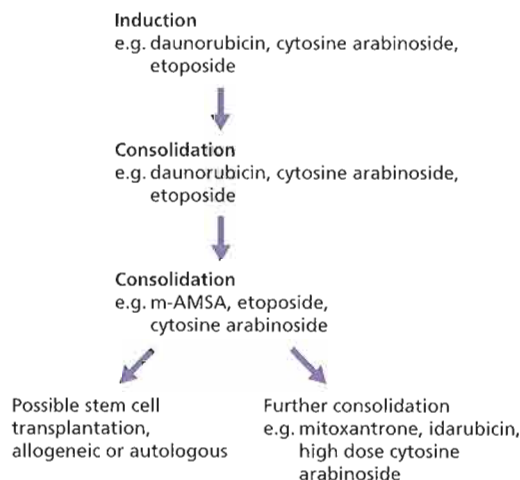 Induction
e.g. daunorubicin, cytosine arabinoside,
etoposide
Consolidation
e.g. daunorubicin, cytosine arabinoside,
etoposide
Consolidation
e.g. m-AMSA, etoposide,
cytosine arabinoside
Possible stem cell
transplantation,
allogeneic or autologous
Further consolidation
e.g. mitoxantrone, idarubicin,
high dose cytosine
arabinoside